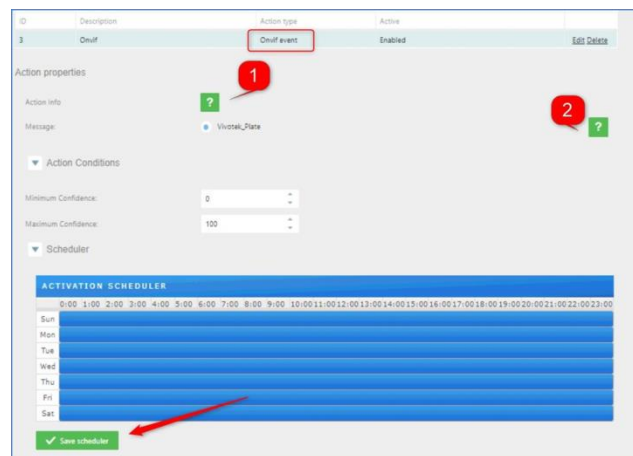 ID Description Action type Active
3 Onvif Onvif event Enabled Edit Delete
Action properties
1
Action info ?
2
Message: Vivotek_Plate ?
Action Conditions
Minimum Confidence: 0
Maximum Confidence: 100
Scheduler
ACTIVATION SCHEDULER
0:00 1:00 2:00 3:00 4:00 5:00 6:00 7:00 8:00 9:00 10:00 11:00 12:00 13:00 14:00 15:00 16:00 17:00 18:00 19:00 20:00 21:00 22:00 23:00
Sun
Mon
Tue
Wed
Thu
Fri
Sat
Save scheduler